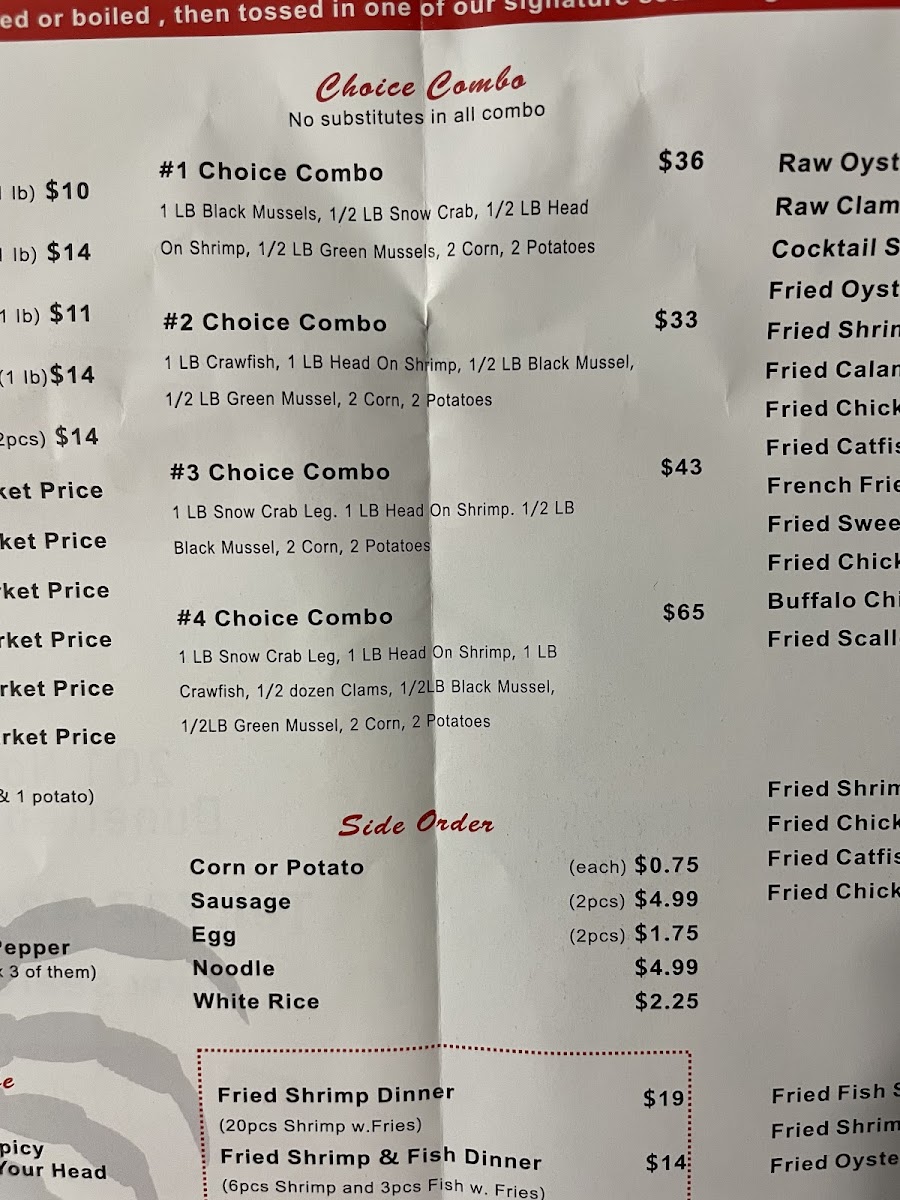 ed or boiled , then tossed in one of our
Choice Combo
No substitutes in all combo
lb) $10
lb) $14
1 lb) $11
(1 lb)$14
2pcs) $14
ket Price
ket Price
rket Price
rket Price
rket Price
rket Price
& 1 potato)
Pepper
3 of them)
e
picy
Your Head
#1 Choice Combo $36
1 LB Black Mussels, 1/2 LB Snow Crab, 1/2 LB Head
On Shrimp, 1/2 LB Green Mussels, 2 Corn, 2 Potatoes
#2 Choice Combo $33
1 LB Crawfish, 1 LB Head On Shrimp, 1/2 LB Black Mussel,
1/2 LB Green Mussel, 2 Corn, 2 Potatoes
#3 Choice Combo $43
1 LB Snow Crab Leg. 1 LB Head On Shrimp. 1/2 LB
Black Mussel, 2 Corn, 2 Potatoes
#4 Choice Combo $65
1 LB Snow Crab Leg, 1 LB Head On Shrimp, 1 LB
Crawfish, 1/2 dozen Clams, 1/2LB Black Mussel,
1/2LB Green Mussel, 2 Corn, 2 Potatoes
Side Order
Corn or Potato (each) $0.75
Sausage (2pcs) $4.99
Egg (2pcs) $1.75
Noodle $4.99
White Rice $2.25
Fried Shrimp Dinner $19
(20pcs Shrimp w.Fries)
Fried Shrimp & Fish Dinner $14
(6pcs Shrimp and 3pcs Fish w. Fries)
Raw Oyst
Raw Clam
Cocktail S
Fried Oyst
Fried Shrim
Fried Calar
Fried Chick
Fried Catfis
French Frie
Fried Swee
Fried Chick
Buffalo Chi
Fried Scall
Fried Shrim
Fried Chick
Fried Catfis
Fried Chick
Fried Fish S
Fried Shrim
Fried Oyste